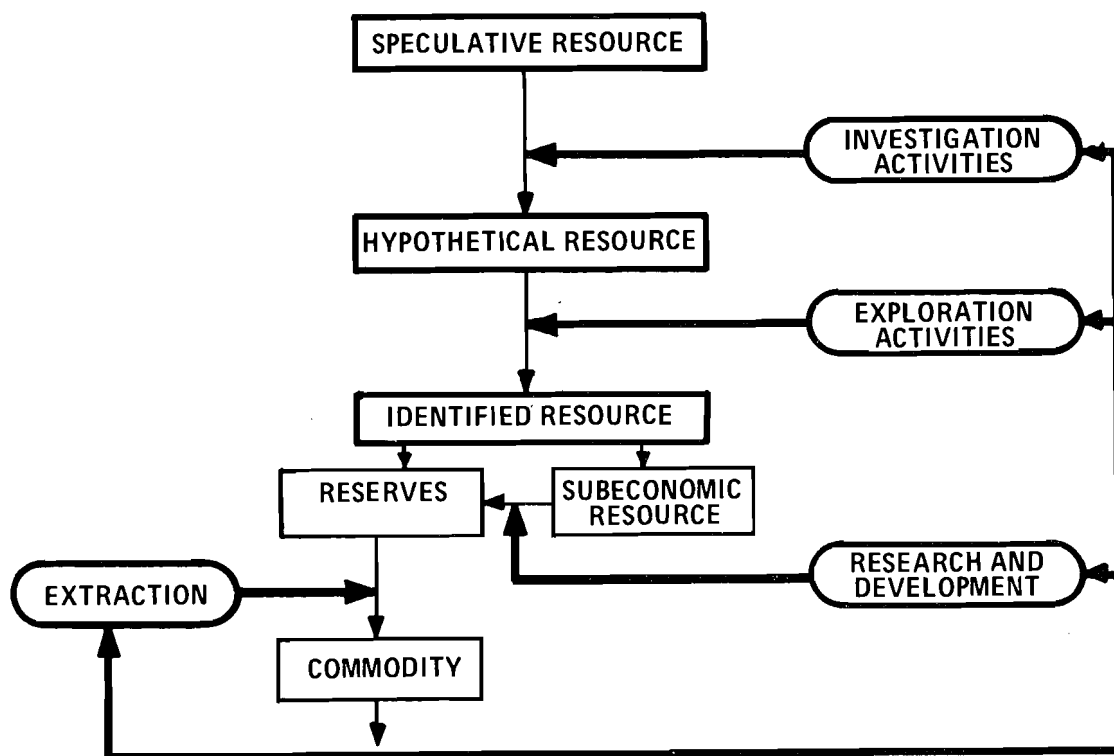 SPECULATIVE RESOURCE
INVESTIGATION
ACTIVITIES
HYPOTHETICAL RESOURCE
EXPLORATION
ACTIVITIES
IDENTIFIED RESOURCE
RESERVES
SUBECONOMIC
RESOURCE
RESEARCH AND
DEVELOPMENT
EXTRACTION
COMMODITY